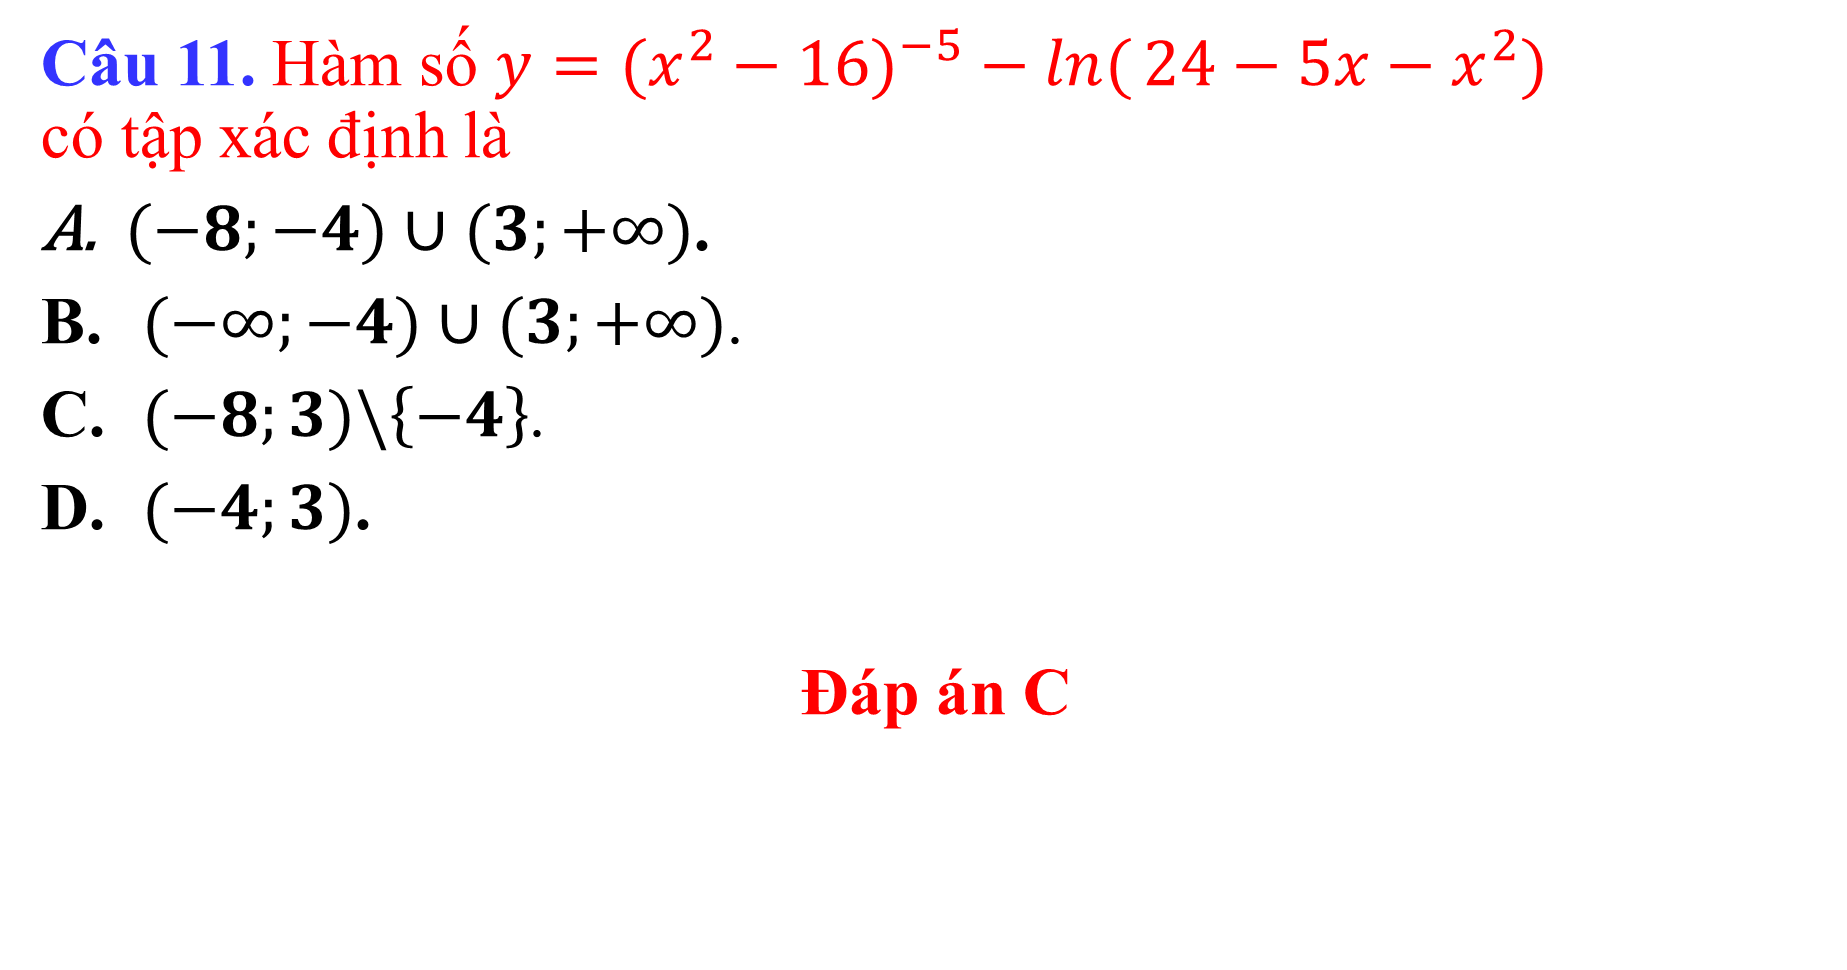 Câu 11. Hàm số y = (x² − 16)⁻⁵ − ln( 24 − 5x − x²)
có tập xác định là
A. (−8; −4) ∪ (3; +∞).
B. (−∞; −4) ∪ (3; +∞).
C. (−8; 3)\{−4}.
D. (−4; 3).
Đáp án C